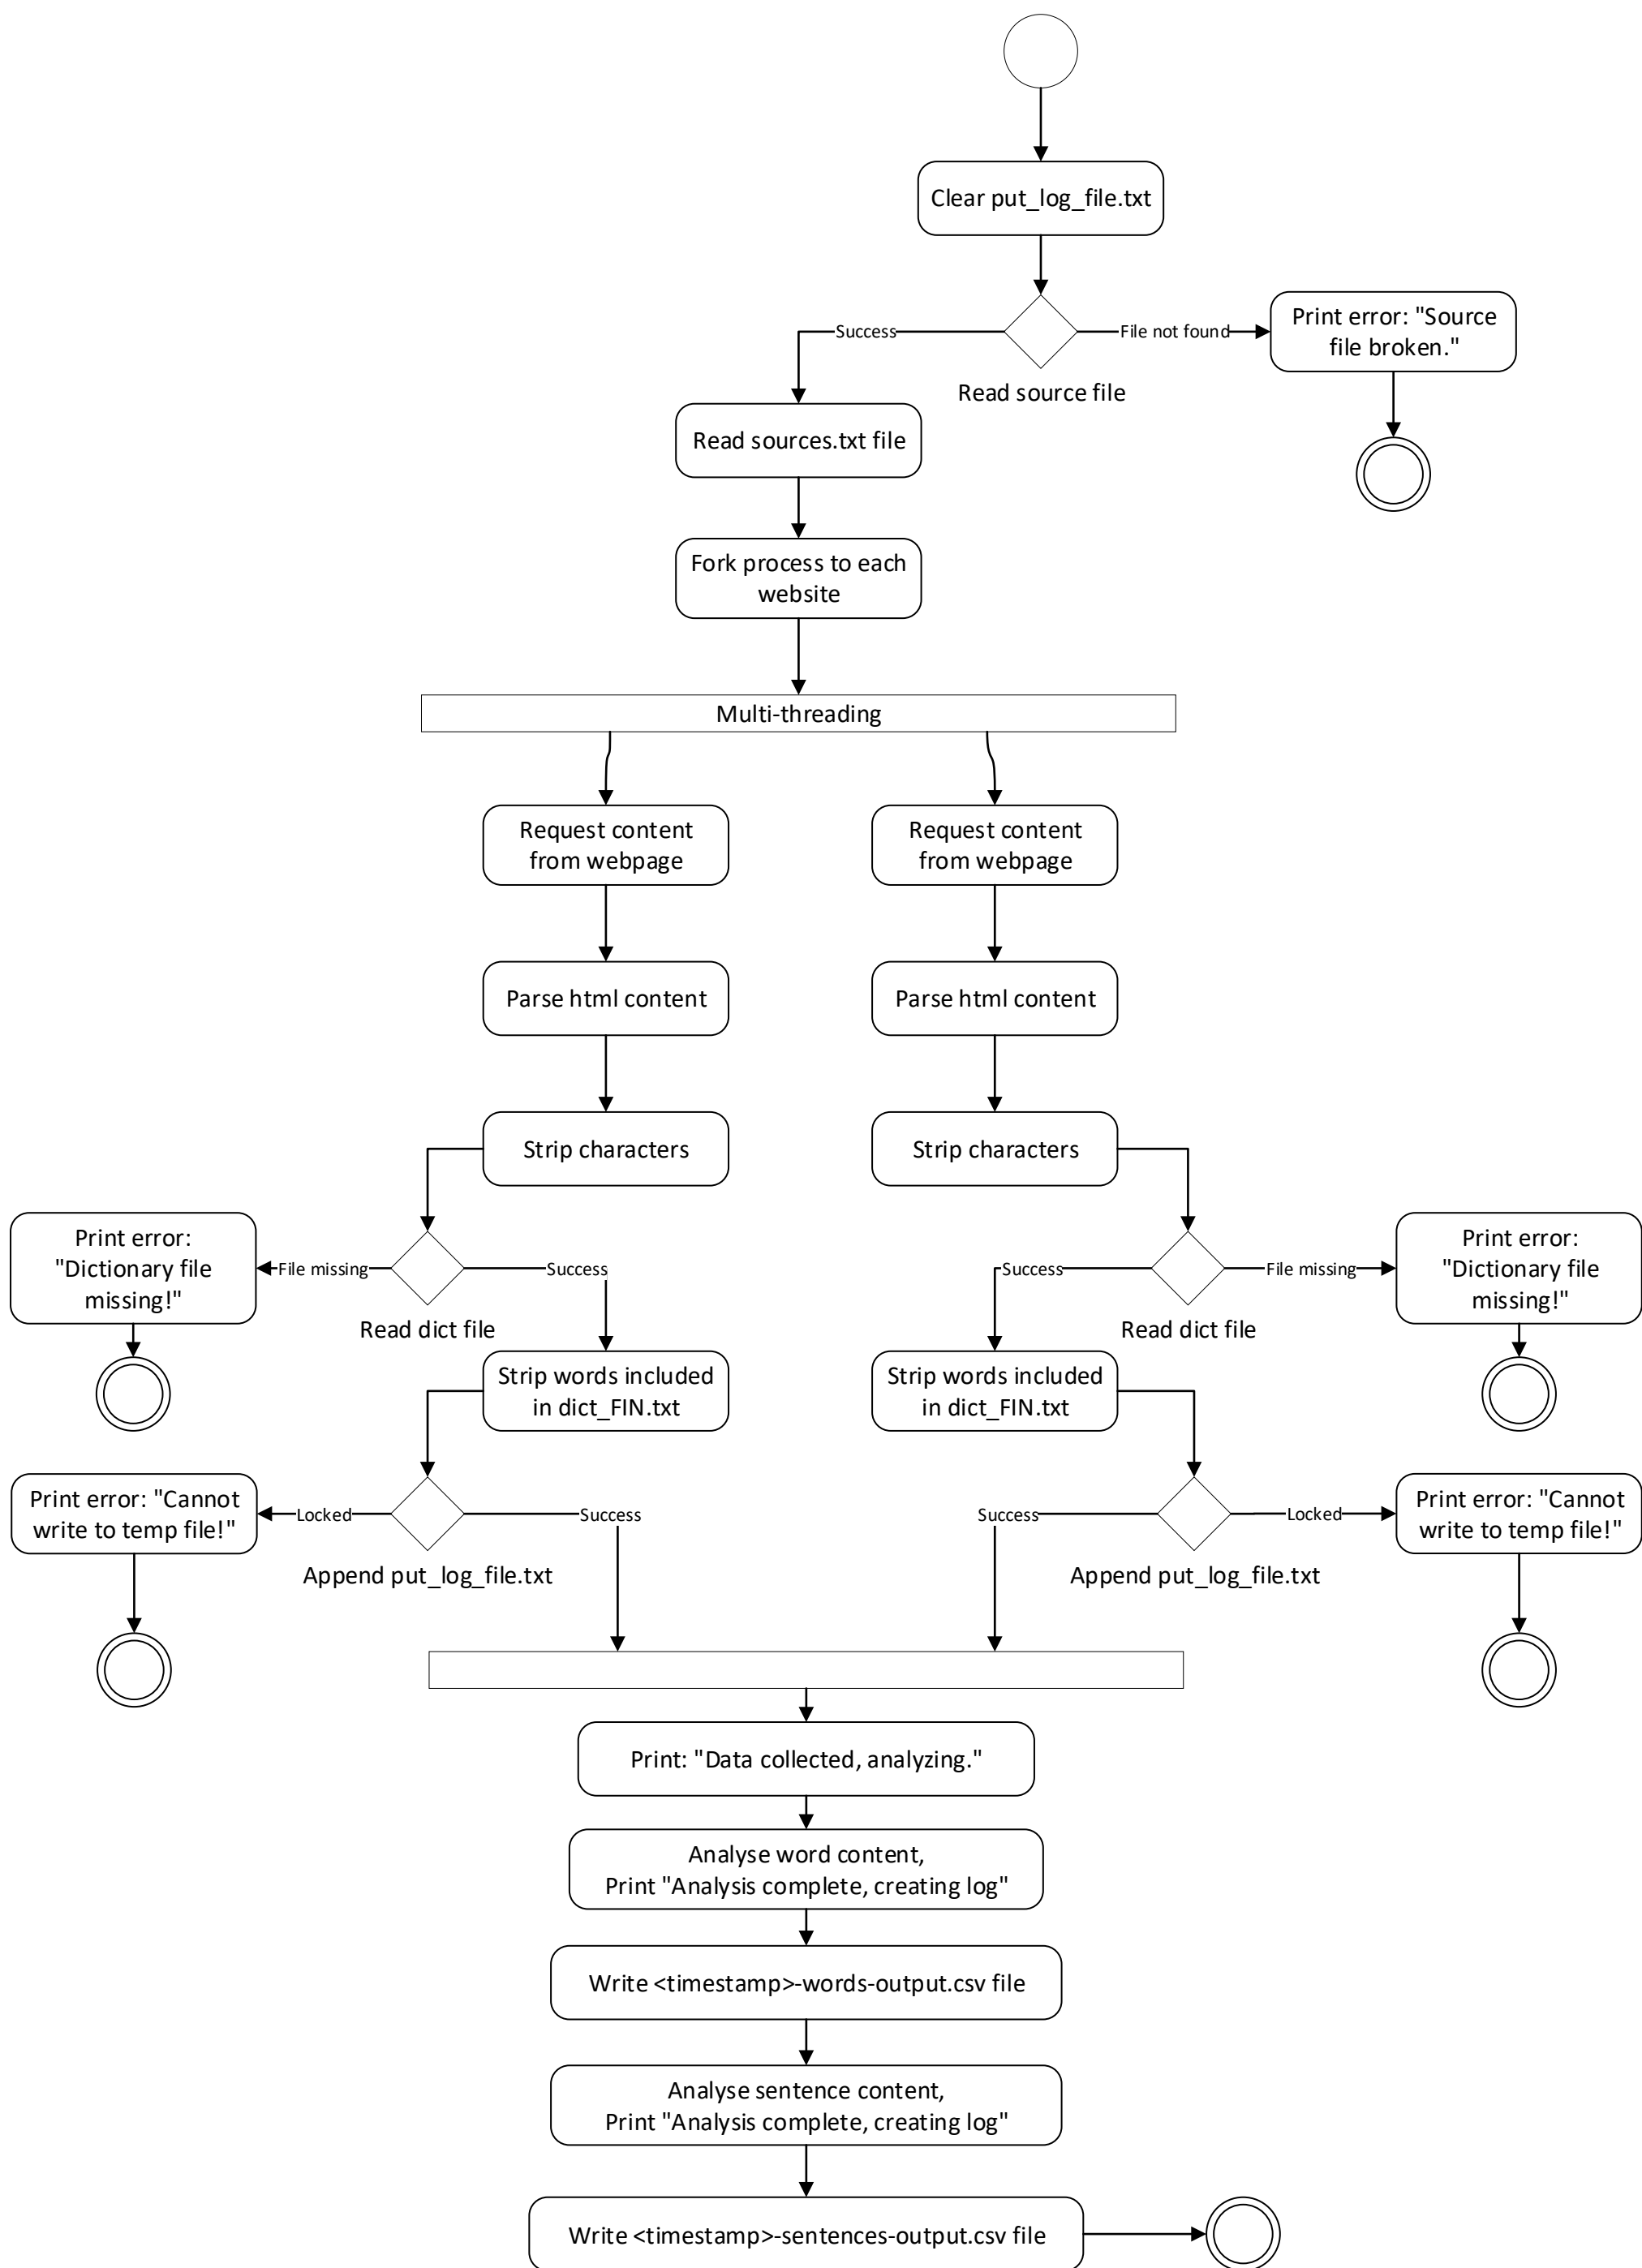 Clear put_log_file.txt
Success
File not found
Print error: "Source
file broken."
Read source file
Read sources.txt file
Fork process to each
website
Multi-threading
Request content
from webpage
Request content
from webpage
Parse html content
Parse html content
Strip characters
Strip characters
Print error:
"Dictionary file
missing!"
File missing
Success
Read dict file
Success
File missing
Read dict file
Print error:
"Dictionary file
missing!"
Strip words included
in dict_FIN.txt
Strip words included
in dict_FIN.txt
Print error: "Cannot
write to temp file!"
Locked
Success
Append put_log_file.txt
Success
Locked
Append put_log_file.txt
Print error: "Cannot
write to temp file!"
Print: "Data collected, analyzing."
Analyse word content,
Print "Analysis complete, creating log"
Write <timestamp>-words-output.csv file
Analyse sentence content,
Print "Analysis complete, creating log"
Write <timestamp>-sentences-output.csv file